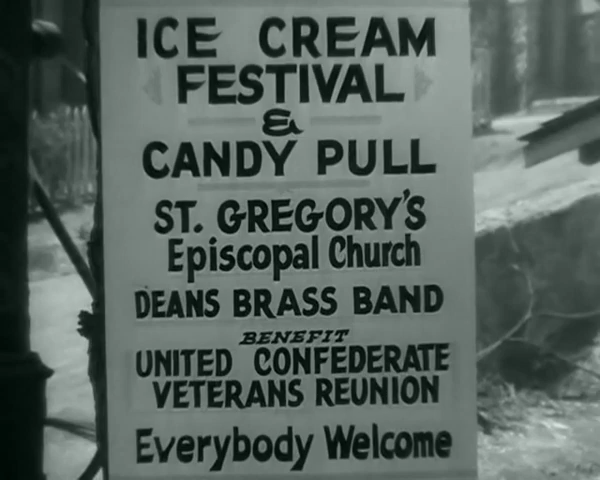 ICE CREAM
FESTIVAL
&
CANDY PULL
ST. GREGORY'S
Episcopal Church
DEANS BRASS BAND
BENEFIT
UNITED CONFEDERATE
VETERANS REUNION
Everybody Welcome